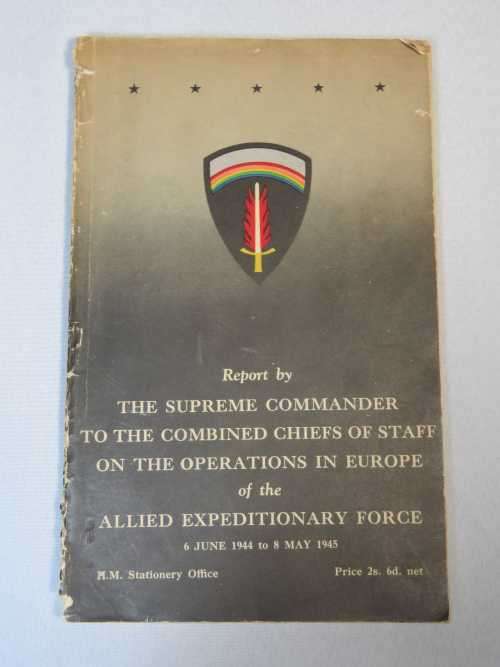 Report by
THE SUPREME COMMANDER
TO THE COMBINED CHIEFS OF STAFF
ON THE OPERATIONS IN EUROPE
of the
ALLIED EXPEDITIONARY FORCE
6 JUNE 1944 to 8 MAY 1945
H.M. Stationery Office Price 2s. 6d. net